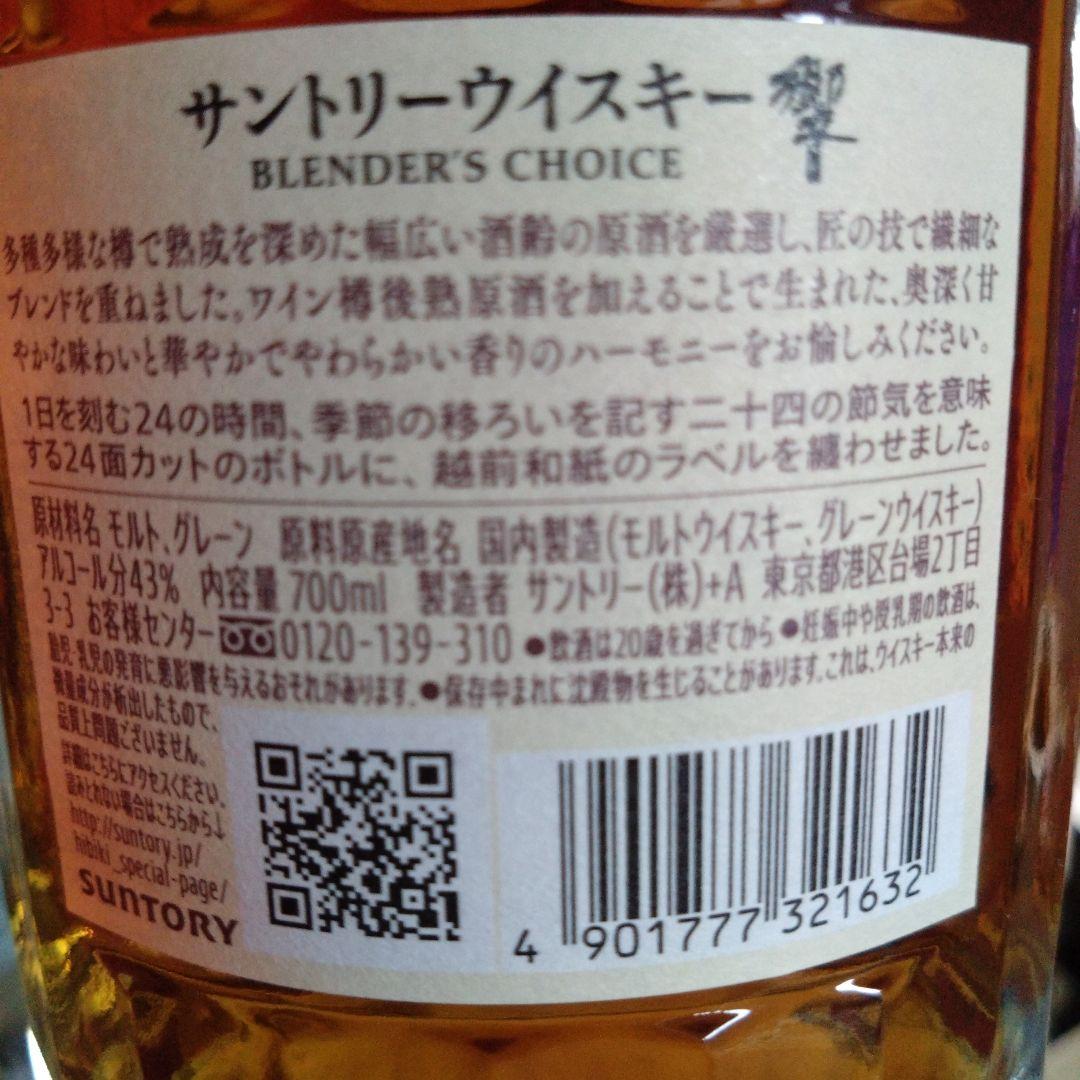 サントリーウイスキー 響
BLENDER'S CHOICE
多種多様な樽で熟成を深めた幅広い酒齢の原酒を厳選し、匠の技で繊細な
ブレンドを重ねました。ワイン樽後熟原酒を加えることで生まれた、奥深く甘
やかな味わいと華やかでやわらかい香りのハーモニーをお愉しみください。
1日を刻む24の時間、季節の移ろいを記す二十四の節気を意味
する24面カットのボトルに、越前和紙のラベルを纏わせました。
原材料名 モルト、グレーン 原料原産地名 国内製造(モルトウイスキー、グレーンウイスキー)
アルコール分43% 内容量 700ml 製造者 サントリー(株)+A 東京都港区台場2丁目
3-3 お客様センター 0120-139-310 ●飲酒は20歳を過ぎてから ●妊娠中や授乳期の飲酒は、
胎児・乳児の発育に悪影響を与えるおそれがあります。 ●保存中まれに沈殿物を生じることがあります。これは、ウイスキー本来の
微量成分が析出したもので、
品質上問題ございません。
詳細はこちらにアクセスください。
読みとれない場合はこちらから↓
http://suntory.jp/
hibiki_special-page/
SUNTORY
4 901777 321632